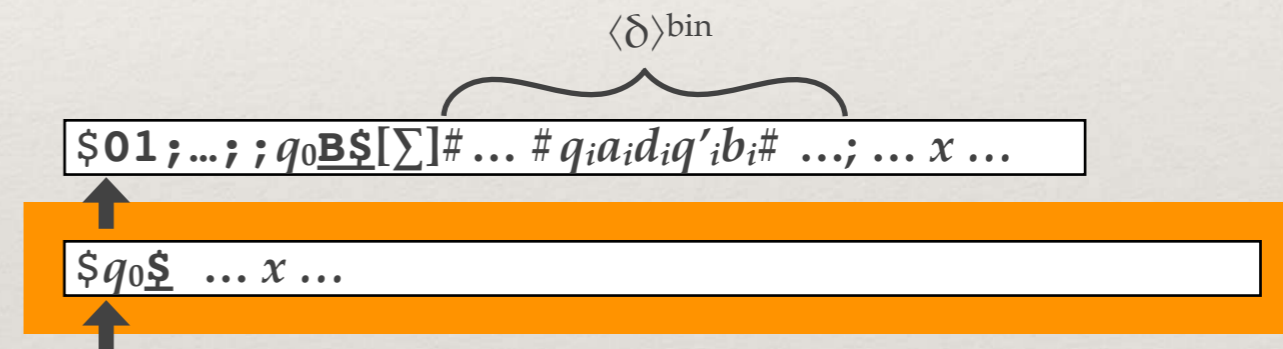 ⟨δ⟩bin
$01;…;;q0B$[∑]# … #qiaidiq′ibi# …; … x …
$q0$ … x …